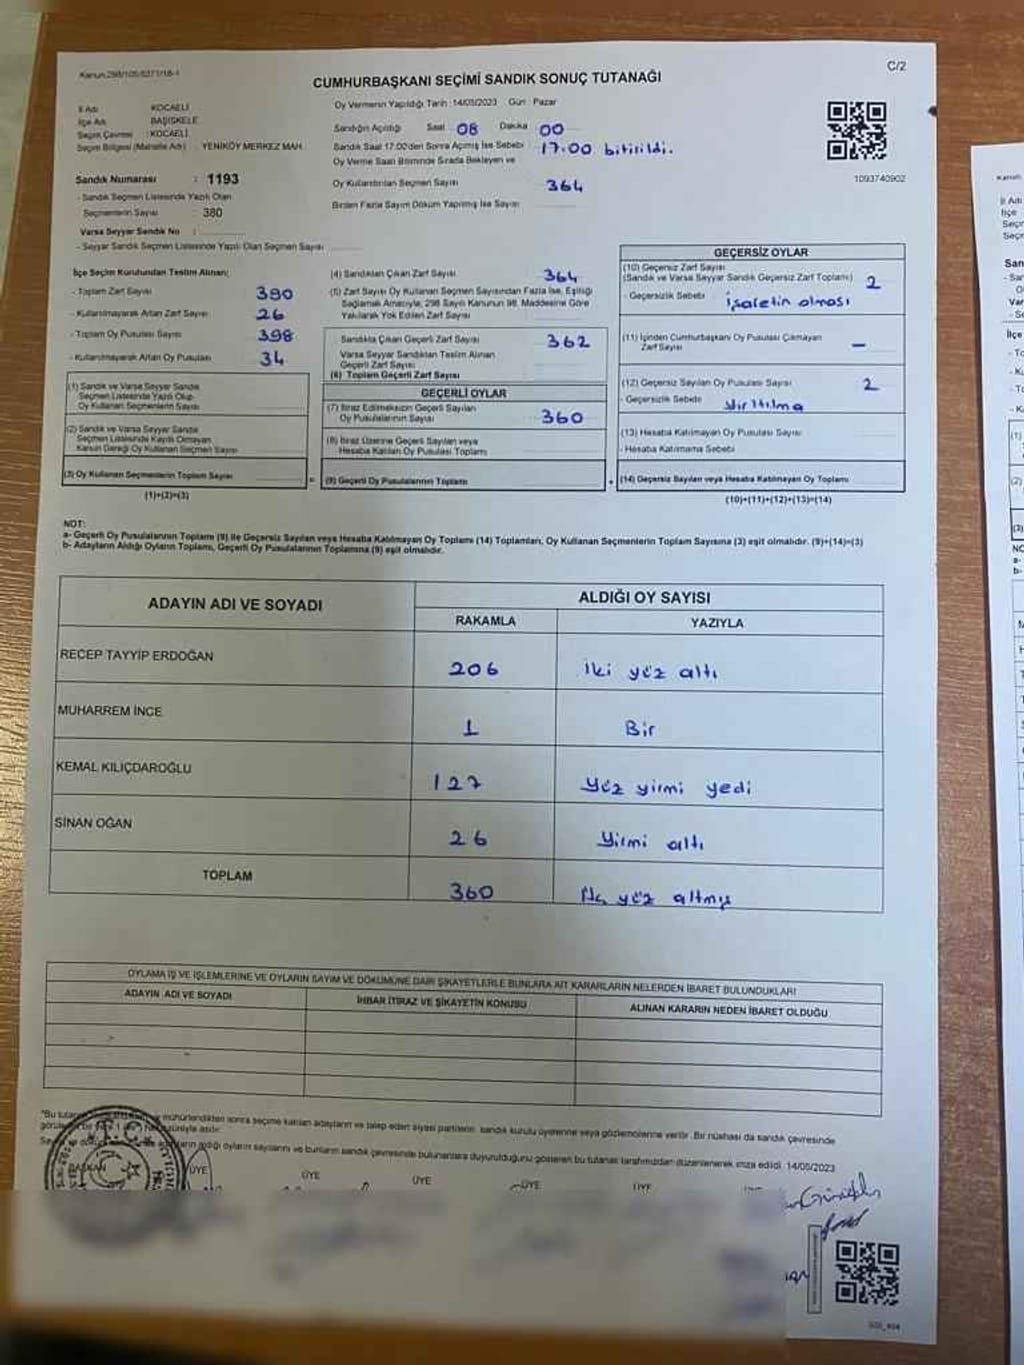 Kanun:298/105/6271/18-1
C/2
CUMHURBAŞKANI SEÇİMİ SANDIK SONUÇ TUTANAĞI
İl Adı KOCAELİ
İlçe Adı BAŞİSKELE
Seçim Çevresi : KOCAELİ
Seçim Bölgesi (Mahalle Adı) : YENİKÖY MERKEZ MAH.
Sandık Numarası : 1193
- Sandık Seçmen Listesinde Yazılı Olan
Seçmenlerin Sayısı : 380
Varsa Seyyar Sandık No :
- Seyyar Sandık Seçmen Listesinde Yazılı Olan Seçmen Sayısı
Oy Vermenin Yapıldığı Tarih :14/05/2023 Gün : Pazar
Sandığın Açıldığı Saat 08 Dakika 00
Sandık Saat 17.00'den Sonra Açılmış İse Sebebi 17:00 bitirildi.
Oy Verme Saati Bitiminde Sırada Bekleyen ve
Oy Kullandırılan Seçmen Sayısı 364
Birden Fazla Sayım Döküm Yapılmış İse Sayısı
1093740902
İlçe Seçim Kurulundan Teslim Alınan;
- Toplam Zarf Sayısı 390
- Kullanılmayarak Artan Zarf Sayısı 26
- Toplam Oy Pusulası Sayısı 398
- Kullanılmayarak Artan Oy Pusulası 34
(1) Sandık ve Varsa Seyyar Sandık
Seçmen Listesinde Yazılı Olup
Oy Kullanan Seçmenlerin Sayısı
(2) Sandık ve Varsa Seyyar Sandık
Seçmen Listesinde Kayıtlı Olmayan
Kanun Gereği Oy Kullanan Seçmen Sayısı
(3) Oy Kullanan Seçmenlerin Toplam Sayısı
(1)+(2)=(3)
(4) Sandıktan Çıkan Zarf Sayısı 364
(5) Zarf Sayısı Oy Kullanan Seçmen Sayısından Fazla İse, Eşitliği
Sağlamak Amacıyla, 298 Sayılı Kanunun 98. Maddesine Göre
Yakılarak Yok Edilen Zarf Sayısı
Sandıkta Çıkan Geçerli Zarf Sayısı 362
Varsa Seyyar Sandıktan Teslim Alınan
Geçerli Zarf Sayısı
(6) Toplam Geçerli Zarf Sayısı
GEÇERLİ OYLAR
(7) İtiraz Edilmeksizin Geçerli Sayılan
Oy Pusulalarının Sayısı 360
(8) İtiraz Üzerine Geçerli Sayılan veya
Hesaba Katılan Oy Pusulası Toplamı
= (9) Geçerli Oy Pusulalarının Toplamı
GEÇERSİZ OYLAR
(10) Geçersiz Zarf Sayısı
(Sandık ve Varsa Seyyar Sandık Geçersiz Zarf Toplamı) 2
- Geçersizlik Sebebi işaretin olması
(11) İçinden Cumhurbaşkanı Oy Pusulası Çıkmayan
Zarf Sayısı –
(12) Geçersiz Sayılan Oy Pusulası Sayısı 2
- Geçersizlik Sebebi Yırtılma
(13) Hesaba Katılmayan Oy Pusulası Sayısı
- Hesaba Katılmama Sebebi
+ (14) Geçersiz Sayılan veya Hesaba Katılmayan Oy Toplamı
(10)+(11)+(12)+(13)=(14)
NOT:
a- Geçerli Oy Pusulalarının Toplamı (9) ile Geçersiz Sayılan veya Hesaba Katılmayan Oy Toplamı (14) Toplamları, Oy Kullanan Seçmenlerin Toplam Sayısına (3) eşit olmalıdır. (9)+(14)=(3)
b- Adayların Aldığı Oyların Toplamı, Geçerli Oy Pusulalarının Toplamına (9) eşit olmalıdır.
ADAYIN ADI VE SOYADI ALDIĞI OY SAYISI
RAKAMLA YAZIYLA
RECEP TAYYİP ERDOĞAN 206 iki yüz altı
MUHARREM İNCE 1 Bir
KEMAL KILIÇDAROĞLU 127 Yüz yirmi yedi
SİNAN OĞAN 26 Yirmi altı
TOPLAM 360 Üç yüz altmış
OYLAMA İŞ VE İŞLEMLERİNE VE OYLARIN SAYIM VE DÖKÜMÜNE DAİR ŞİKAYETLERLE BUNLARA AİT KARARLARIN NELERDEN İBARET BULUNDUKLARI
ADAYIN ADI VE SOYADI İHBAR İTİRAZ VE ŞİKAYETİN KONUSU ALINAN KARARIN NEDEN İBARET OLDUĞU
mühürlendikten sonra seçime katılan adayların ve talep eden siyasi partilerin sandık kurulu üyelerine veya gözlemcilerine verilir. Bir nüshası da sandık çevresinde
süreyle asılır.
aldığı oyların sayılarını ve bunların sandık çevresinde bulunanlara duyurulduğunu gösteren bu tutanak tarafımızdan düzenlenerek imza edildi. 14/05/2023
BAŞKAN ÜYE ÜYE ÜYE ÜYE ÜYE